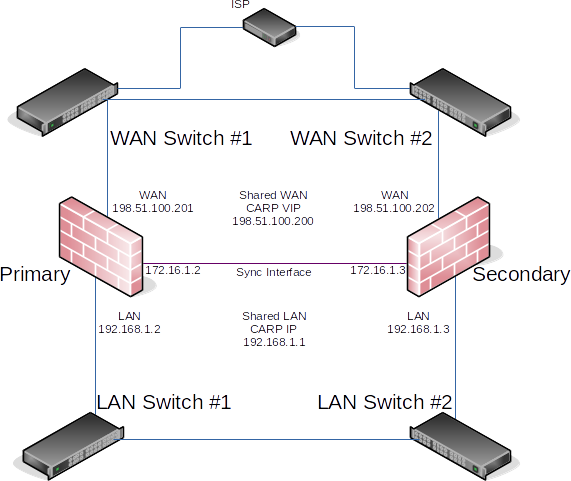 ISP
WAN Switch #1
WAN Switch #2
WAN
198.51.100.201
Shared WAN
CARP VIP
198.51.100.200
WAN
198.51.100.202
Primary
172.16.1.2
Sync Interface
172.16.1.3
Secondary
LAN
192.168.1.2
Shared LAN
CARP IP
192.168.1.1
LAN
192.168.1.3
LAN Switch #1
LAN Switch #2